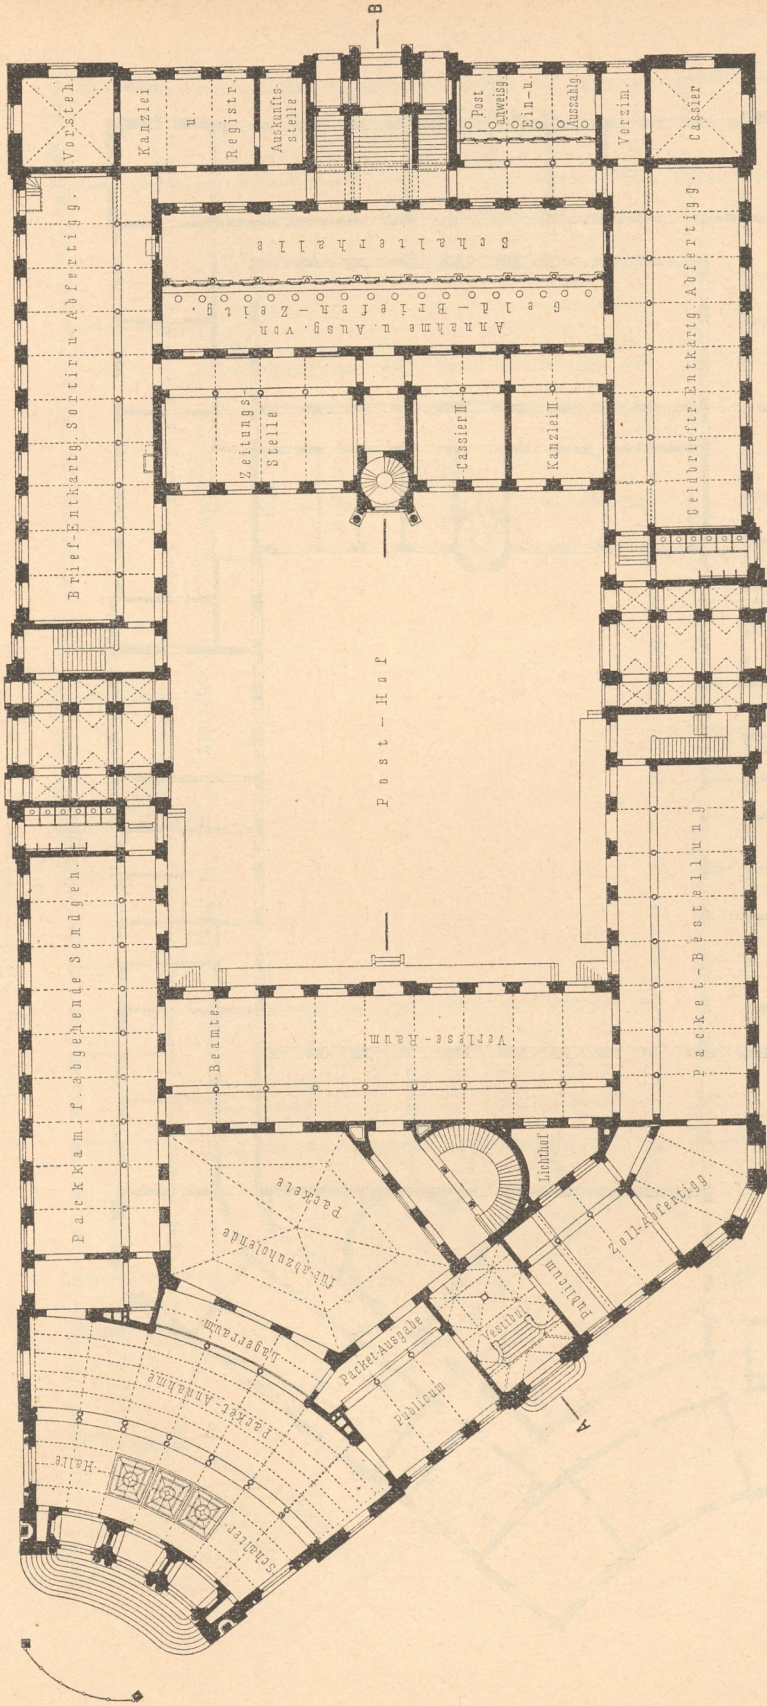 B
Vorsteh.
Kanzlei
u.
Registr.
Auskunfts-
stelle
Post
anweisg.
Ein-u.
Auszahlg
Vorzim.
Cassier
Brief-Entkartg. Sortir u. Abfertigg.
Schalterhalle
Annahme u. Ausg. von
Geld-Briefen-Zeitg.
Geldbrieftr. Entkartg. Abfertigg.
Zeitungs
Stelle
Cassier II.
Kanzlei II.
Post-Hof
Packkam. f. abgehende Sendgen.
Beamte
Verlese-Raum
Packet-Bestellung
Lichthof
für abzuholende
Packete
Zoll-Abfertigg
Publicum
Vestibul
Lagerraum
Packet-Ausgabe
Publicum
Packet-Annahme
Schalter-
Halle
A